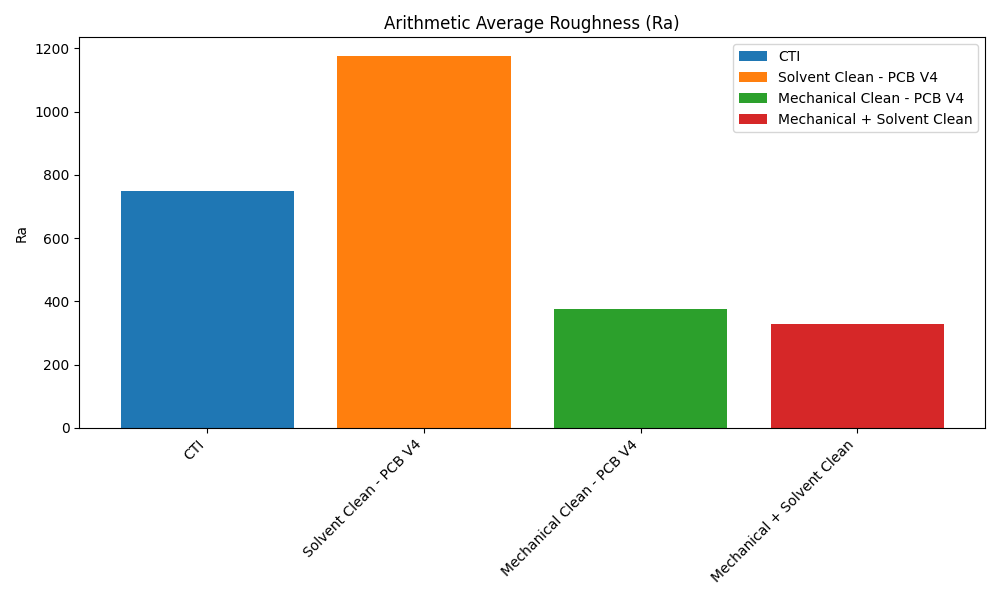 Arithmetic Average Roughness (Ra)
1200
1000
800
600
400
200
0
Ra
CTI
Solvent Clean - PCB V4
Mechanical Clean - PCB V4
Mechanical + Solvent Clean
CTI
Solvent Clean - PCB V4
Mechanical Clean - PCB V4
Mechanical + Solvent Clean